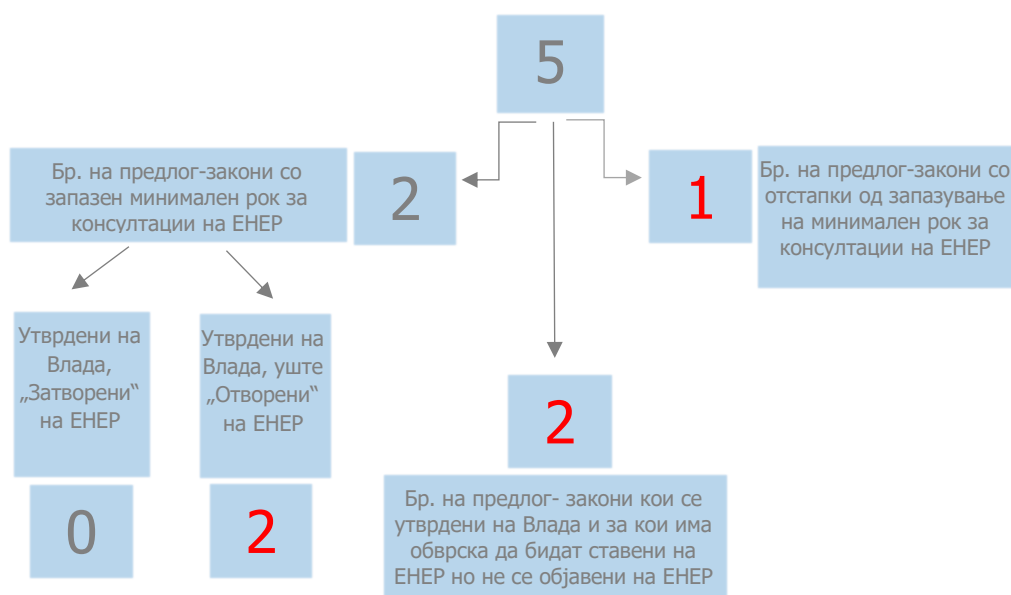 5
Бр. на предлог-закони со
запазен минимален рок за
консултации на ЕНЕР
2
1
Бр. на предлог-закони со
отстапки од запазување
на минимален рок за
консултации на ЕНЕР
Утврдени на
Влада,
„Затворени“
на ЕНЕР
0
Утврдени на
Влада, уште
„Отворени“
на ЕНЕР
2
2
Бр. на предлог- закони кои се
утврдени на Влада и за кои има
обврска да бидат ставени на
ЕНЕР но не се објавени на ЕНЕР